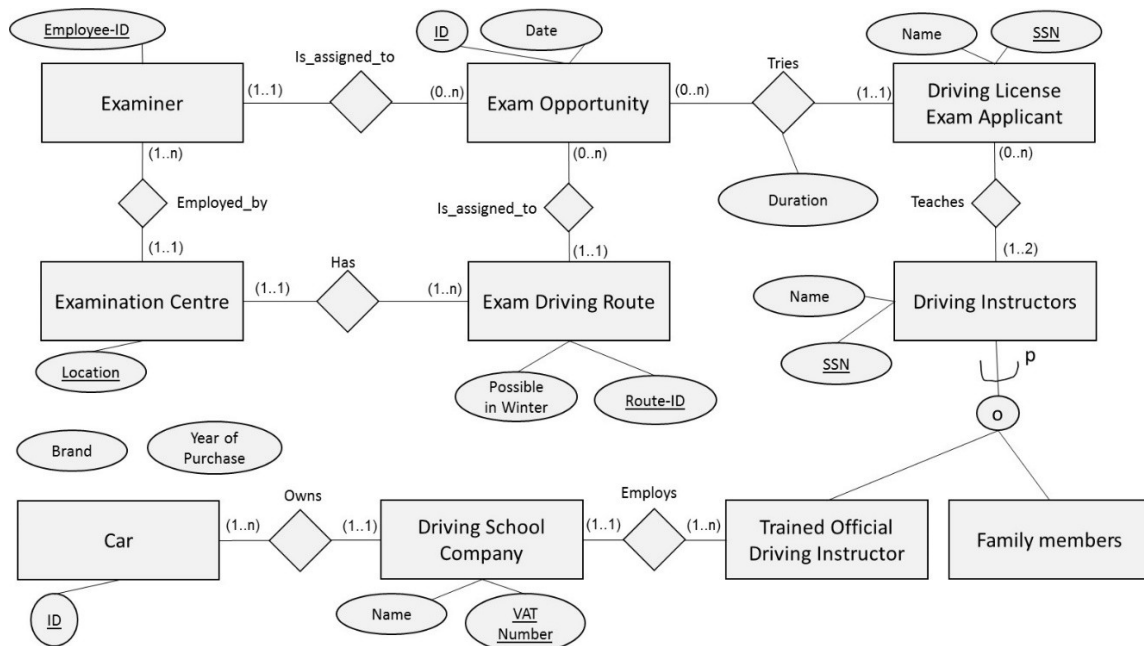 Employee-ID
ID
Date
Name
SSN
Is_assigned_to
Tries
Examiner
(1..1)
(0..n)
Exam Opportunity
(0..n)
(1..1)
Driving License
Exam Applicant
(1..n)
(0..n)
(0..n)
Employed_by
Is_assigned_to
Duration
Teaches
(1..1)
Has
(1..1)
(1..2)
Examination Centre
(1..1)
(1..n)
Exam Driving Route
Name
Driving Instructors
SSN
Location
Possible
in Winter
Route-ID
p
o
Brand
Year of
Purchase
Owns
Employs
Car
(1..n)
(1..1)
Driving School
Company
(1..1)
(1..n)
Trained Official
Driving Instructor
Family members
ID
Name
VAT
Number